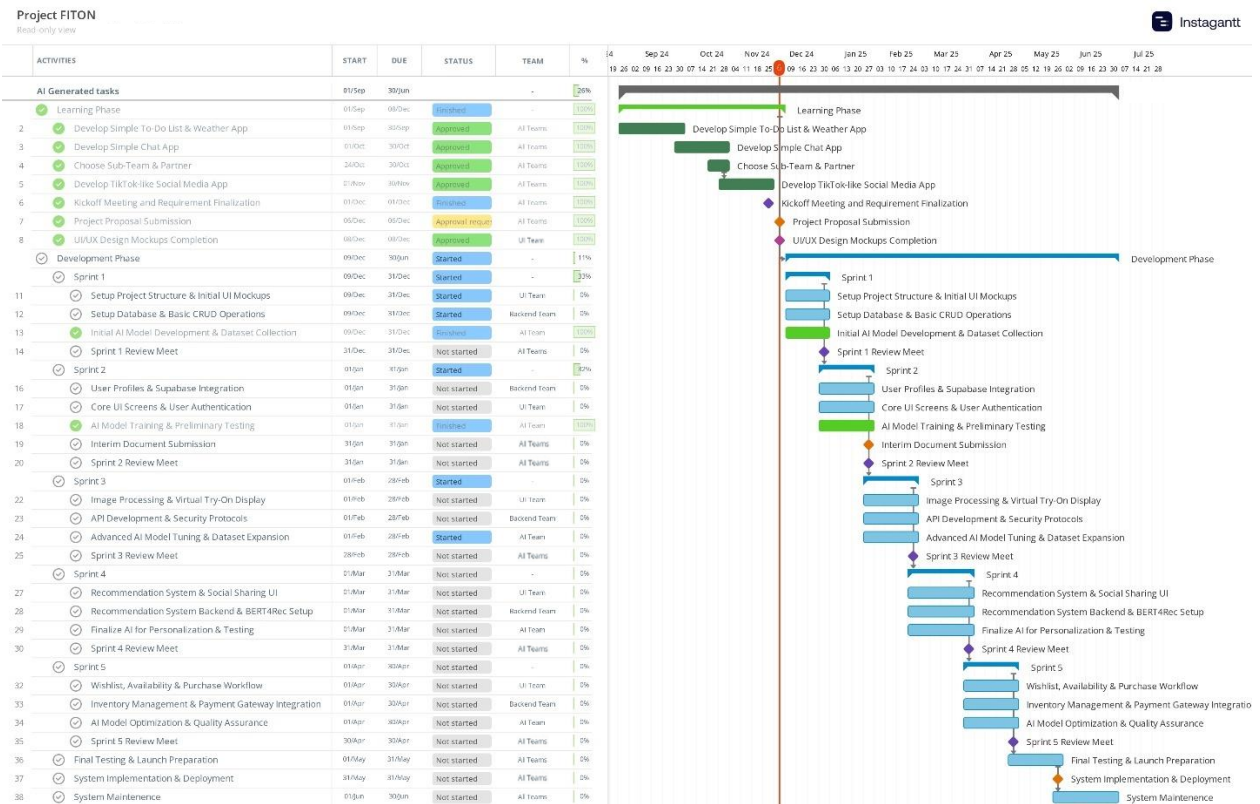 Project FITON
Read-only view
Instagantt
ACTIVITIES START DUE STATUS TEAM %
Sep 24 Oct 24 Nov 24 Dec 24 Jan 25 Feb 25 Mar 25 Apr 25 May 25 Jun 25 Jul 25
AI Generated tasks 01/Sep 30/Jun - 26%
Learning Phase 01/Sep 08/Dec Finished - 100%
2 Develop Simple To-Do List & Weather App 01/Sep 30/Sep Approved All Teams 100%
3 Develop Simple Chat App 01/Oct 30/Oct Approved All Teams 100%
4 Choose Sub-Team & Partner 24/Oct 30/Oct Approved All Teams 100%
5 Develop TikTok-like Social Media App 01/Nov 30/Nov Approved All Teams 100%
6 Kickoff Meeting and Requirement Finalization 01/Dec 01/Dec Finished All Teams 100%
7 Project Proposal Submission 06/Dec 06/Dec Approval reques All Teams 100%
8 UI/UX Design Mockups Completion 08/Dec 08/Dec Approved UI Team 100%
Development Phase 09/Dec 30/Jun Started - 11%
Sprint 1 09/Dec 31/Dec Started - 33%
11 Setup Project Structure & Initial UI Mockups 09/Dec 31/Dec Started UI Team 0%
12 Setup Database & Basic CRUD Operations 09/Dec 31/Dec Started Backend Team 0%
13 Initial AI Model Development & Dataset Collection 09/Dec 31/Dec Finished AI Team 100%
14 Sprint 1 Review Meet 31/Dec 31/Dec Not started All Teams 0%
Sprint 2 01/Jan 31/Jan Started - 32%
16 User Profiles & Supabase Integration 01/Jan 31/Jan Not started Backend Team 0%
17 Core UI Screens & User Authentication 01/Jan 31/Jan Not started UI Team 0%
18 AI Model Training & Preliminary Testing 01/Jan 31/Jan Finished AI Team 100%
19 Interim Document Submission 31/Jan 31/Jan Not started All Teams 0%
20 Sprint 2 Review Meet 31/Jan 31/Jan Not started All Teams 0%
Sprint 3 01/Feb 28/Feb Started - 0%
22 Image Processing & Virtual Try-On Display 01/Feb 28/Feb Not started UI Team 0%
23 API Development & Security Protocols 01/Feb 28/Feb Not started Backend Team 0%
24 Advanced AI Model Tuning & Dataset Expansion 01/Feb 28/Feb Started AI Team 0%
25 Sprint 3 Review Meet 28/Feb 28/Feb Not started All Teams 0%
Sprint 4 01/Mar 31/Mar Not started - 0%
27 Recommendation System & Social Sharing UI 01/Mar 31/Mar Not started UI Team 0%
28 Recommendation System Backend & BERT4Rec Setup 01/Mar 31/Mar Not started Backend Team 0%
29 Finalize AI for Personalization & Testing 01/Mar 31/Mar Not started AI Team 0%
30 Sprint 4 Review Meet 31/Mar 31/Mar Not started All Teams 0%
Sprint 5 01/Apr 30/Apr Not started - 0%
32 Wishlist, Availability & Purchase Workflow 01/Apr 30/Apr Not started UI Team 0%
33 Inventory Management & Payment Gateway Integration 01/Apr 30/Apr Not started Backend Team 0%
34 AI Model Optimization & Quality Assurance 01/Apr 30/Apr Not started AI Team 0%
35 Sprint 5 Review Meet 30/Apr 30/Apr Not started All Teams 0%
36 Final Testing & Launch Preparation 01/May 31/May Not started All Teams 0%
37 System Implementation & Deployment 31/May 31/May Not started All Teams 0%
38 System Maintenence 01/Jun 30/Jun Not started All Teams 0%
Learning Phase
Develop Simple To-Do List & Weather App
Develop Simple Chat App
Choose Sub-Team & Partner
Develop TikTok-like Social Media App
Kickoff Meeting and Requirement Finalization
Project Proposal Submission
UI/UX Design Mockups Completion
Development Phase
Sprint 1
Setup Project Structure & Initial UI Mockups
Setup Database & Basic CRUD Operations
Initial AI Model Development & Dataset Collection
Sprint 1 Review Meet
Sprint 2
User Profiles & Supabase Integration
Core UI Screens & User Authentication
AI Model Training & Preliminary Testing
Interim Document Submission
Sprint 2 Review Meet
Sprint 3
Image Processing & Virtual Try-On Display
API Development & Security Protocols
Advanced AI Model Tuning & Dataset Expansion
Sprint 3 Review Meet
Sprint 4
Recommendation System & Social Sharing UI
Recommendation System Backend & BERT4Rec Setup
Finalize AI for Personalization & Testing
Sprint 4 Review Meet
Sprint 5
Wishlist, Availability & Purchase Workflow
Inventory Management & Payment Gateway Integratio
AI Model Optimization & Quality Assurance
Sprint 5 Review Meet
Final Testing & Launch Preparation
System Implementation & Deployment
System Maintenence